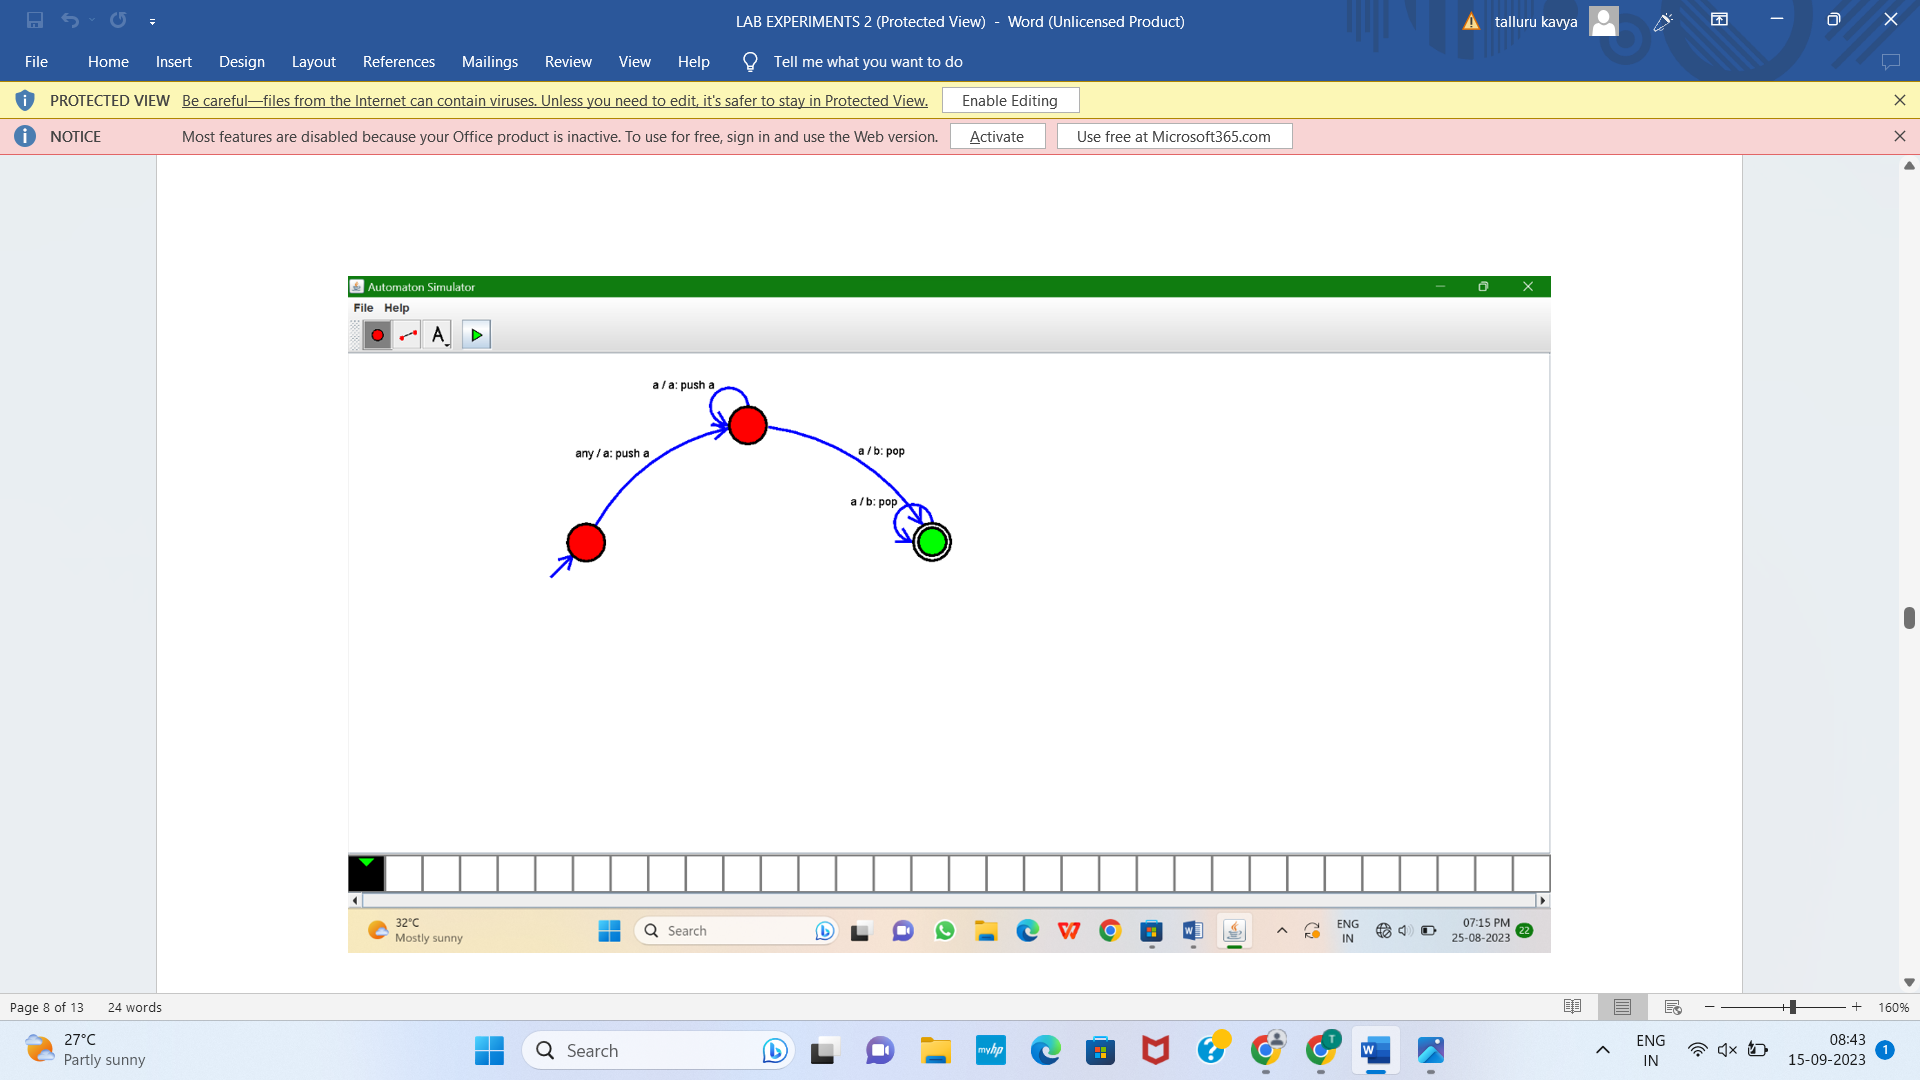 LAB EXPERIMENTS 2 (Protected View) - Word (Unlicensed Product)
talluru kavya
File Home Insert Design Layout References Mailings Review View Help Tell me what you want to do
PROTECTED VIEW Be careful—files from the Internet can contain viruses. Unless you need to edit, it's safer to stay in Protected View. Enable Editing
NOTICE Most features are disabled because your Office product is inactive. To use for free, sign in and use the Web version. Activate Use free at Microsoft365.com
Automaton Simulator
File Help
A
a / a: push a
any / a: push a
a / b: pop
a / b: pop
32°C
Mostly sunny
Search
ENG
IN
07:15 PM
25-08-2023
22
Page 8 of 13 24 words
160%
27°C
Partly sunny
Search
myhp
T
ENG
IN
08:43
15-09-2023
1